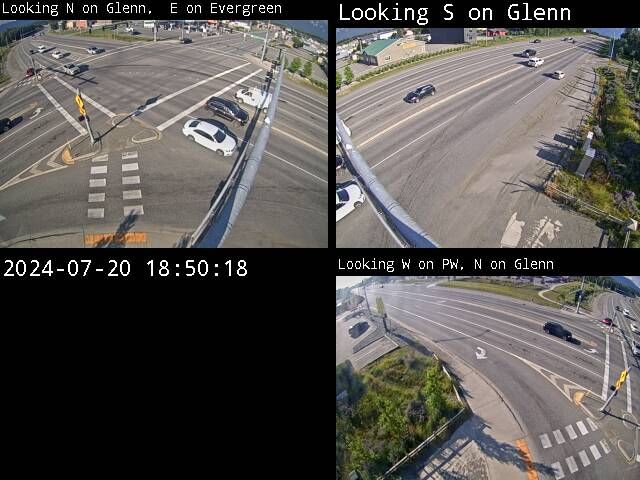 Looking N on Glenn, E on Evergreen
Looking S on Glenn
2024-07-20 18:50:18
Looking W on PW, N on Glenn